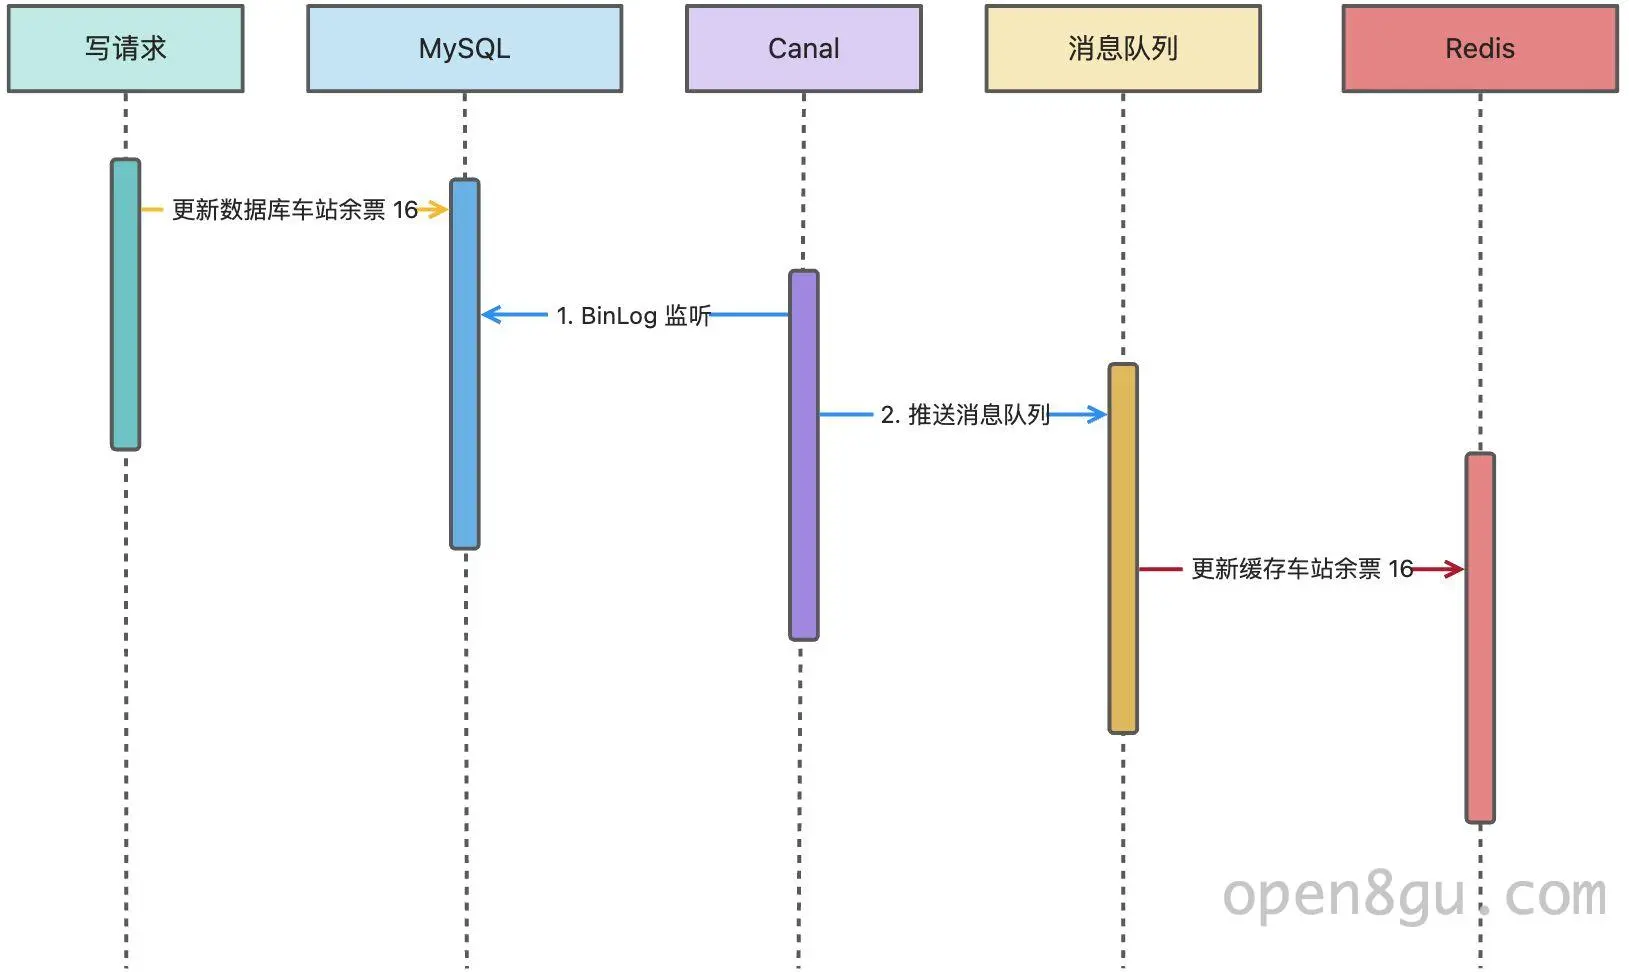 写请求
MySQL
Canal
消息队列
Redis
更新数据库车站余票 16
1. BinLog 监听
2. 推送消息队列
更新缓存车站余票 16
open8gu.com